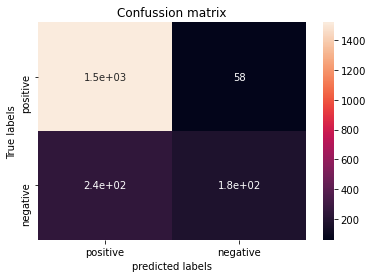 Confussion matrix
True labels
positive
negative
1.5e+03
58
2.4e+02
1.8e+02
positive
negative
predicted labels
1400
1200
1000
800
600
400
200